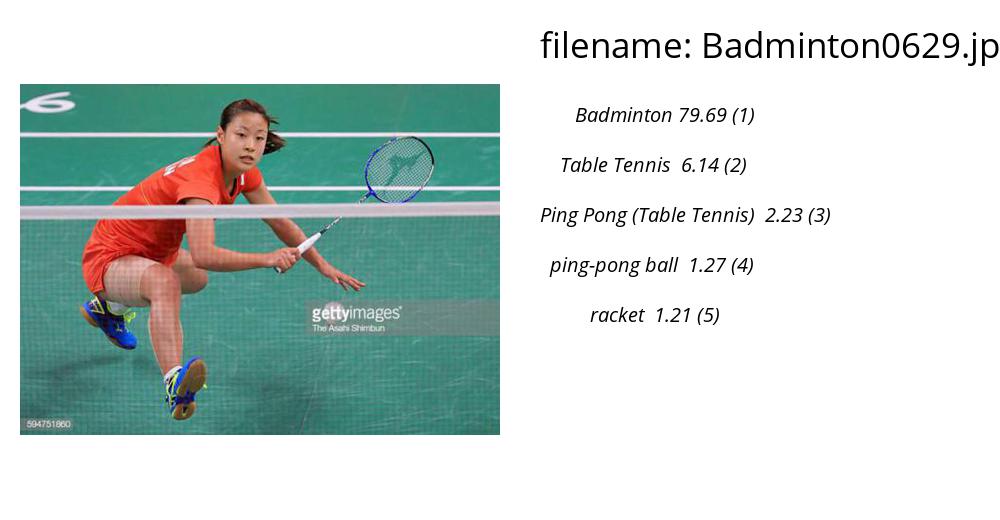 filename: Badminton0629.jp
Badminton 79.69 (1)
Table Tennis 6.14 (2)
Ping Pong (Table Tennis) 2.23 (3)
ping-pong ball 1.27 (4)
racket 1.21 (5)
6
gettyimages®
The Asahi Shimbun
594751860